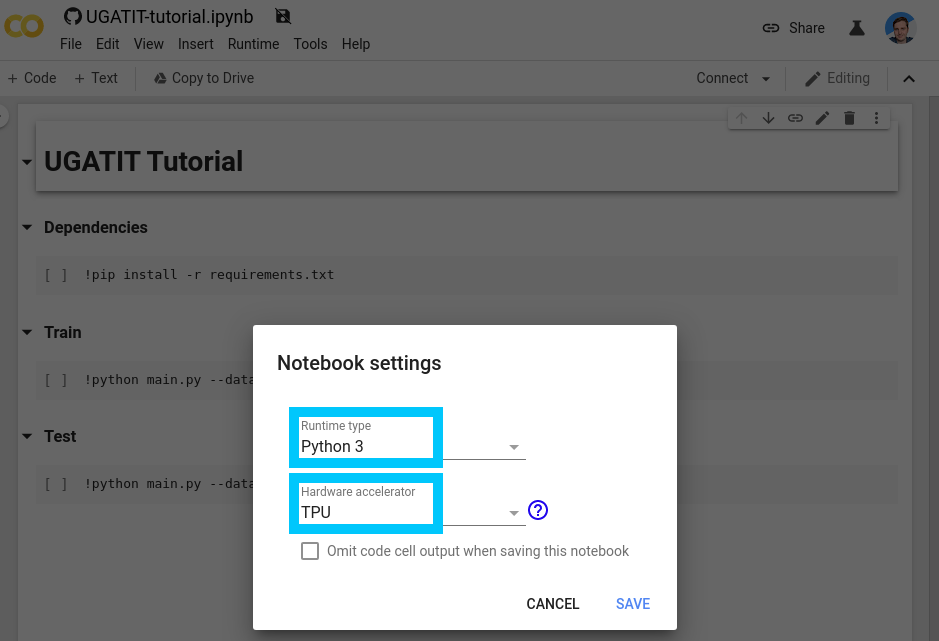 UGATIT-tutorial.ipynb
File Edit View Insert Runtime Tools Help
Share
+ Code + Text Copy to Drive
Connect Editing
UGATIT Tutorial
Dependencies
[ ] !pip install -r requirements.txt
Train
[ ] !python main.py --data
Test
[ ] !python main.py --data
Notebook settings
Runtime type
Python 3
Hardware accelerator
TPU
?
Omit code cell output when saving this notebook
CANCEL SAVE